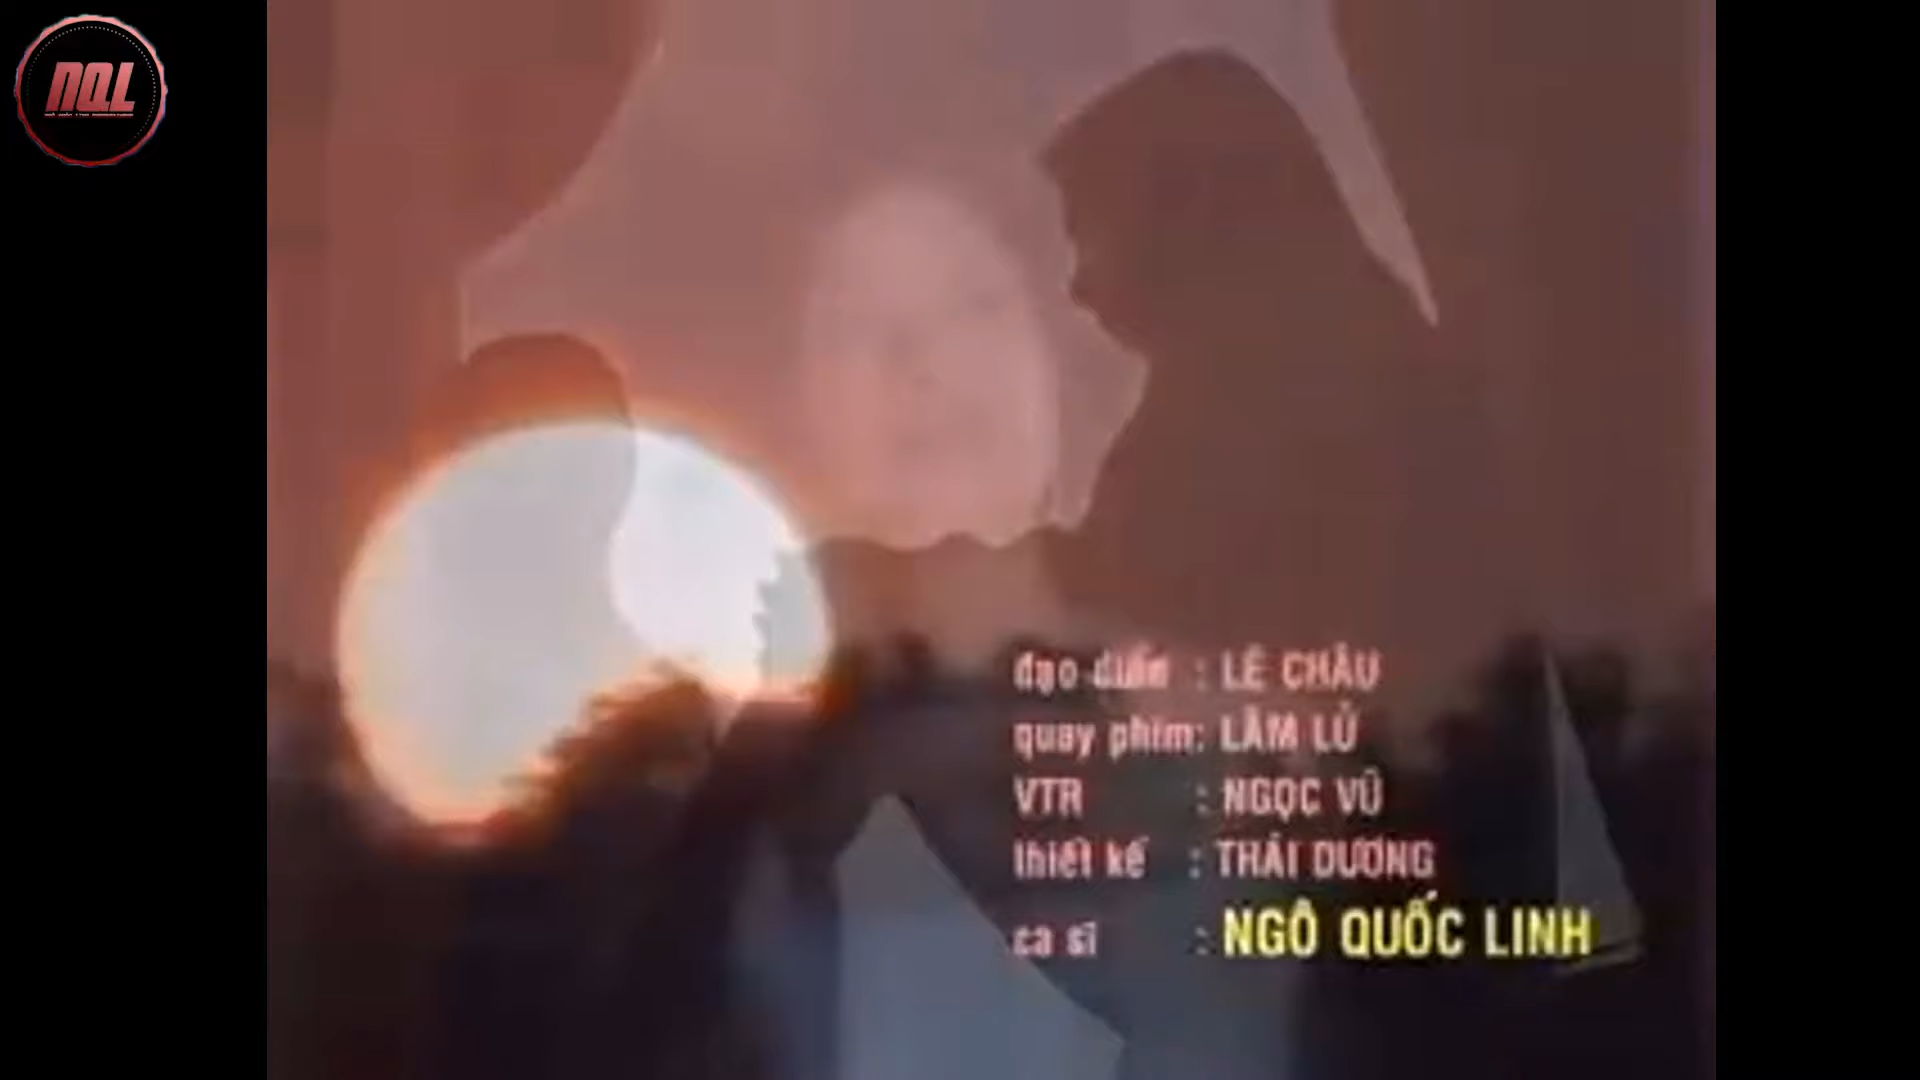 NQL
đạo diễn : LÊ CHÂU
quay phim: LÂM LỬ
VTR : NGỌC VŨ
thiết kế : THÁI DƯƠNG
ca sĩ : NGÔ QUỐC LINH